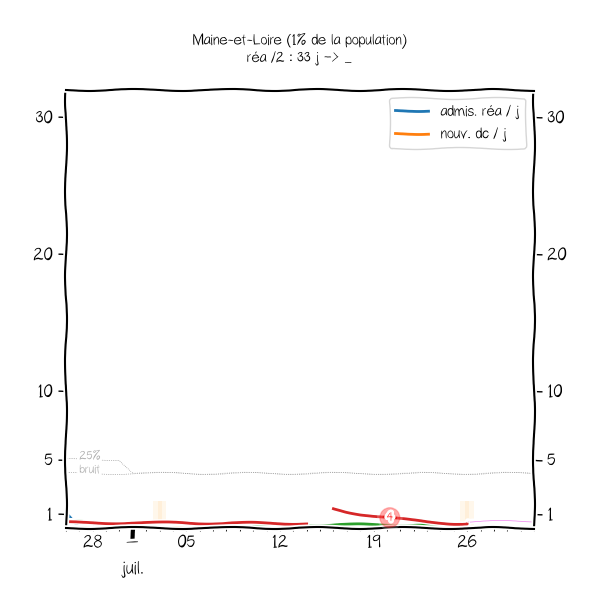 Maine-et-Loire (1% de la population)
réa /2 : 33 j -> _
admis. réa / j
nouv. dc / j
30 30
20 20
10 10
25%
5 5
bruit
4
1 1
28 1 05 12 19 26
juil.